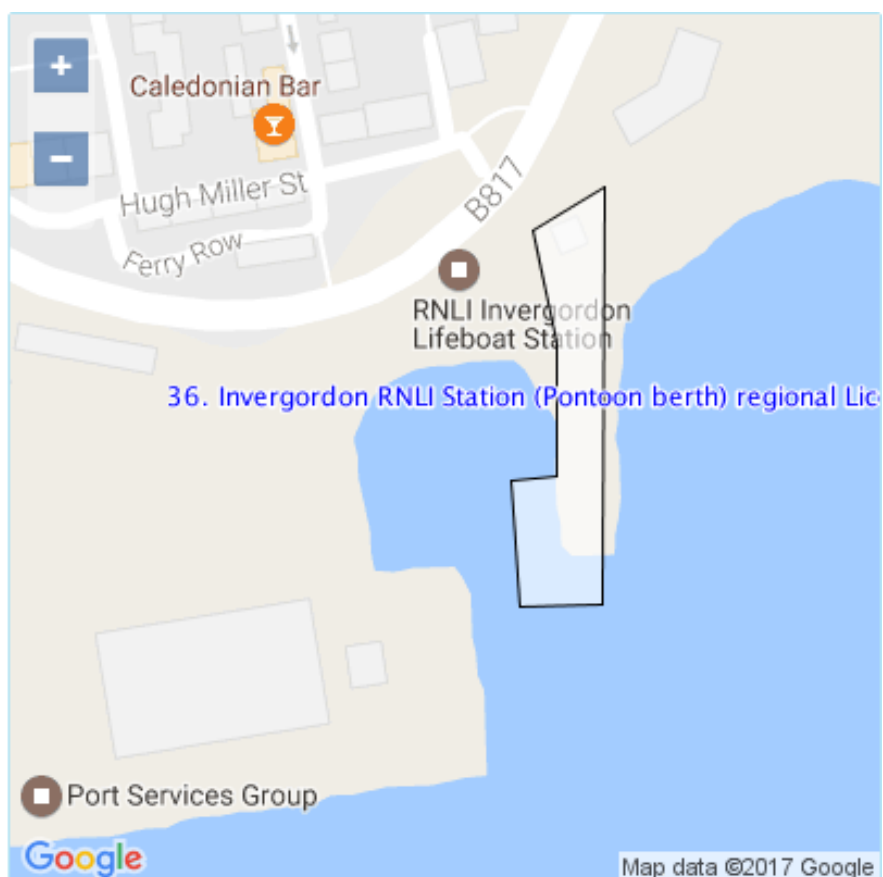 +
Caledonian Bar
−
Hugh Miller St
B817
Ferry Row
RNLI Invergordon
Lifeboat Station
36. Invergordon RNLI Station (Pontoon berth) regional Lic
Port Services Group
Google
Map data ©2017 Google